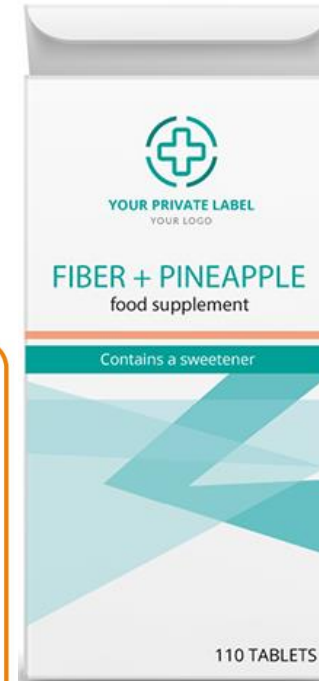 YOUR PRIVATE LABEL
YOUR LOGO
FIBER + PINEAPPLE
food supplement
Contains a sweetener
110 TABLETS